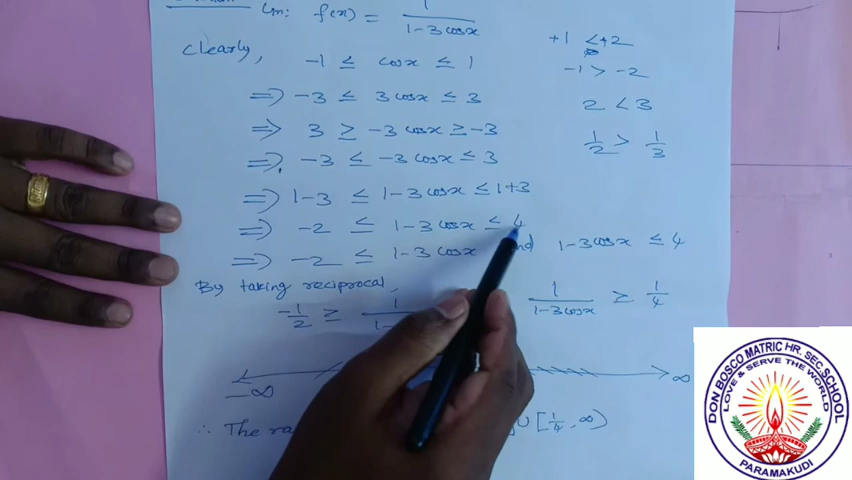 f(x) = 1/(1-3cosx)
clearly,
-1 ≤ cosx ≤ 1
=) -3 ≤ 3cosx ≤ 3
=) 3 ≥ -3cosx ≥ -3
=) -3 ≤ -3cosx ≤ 3
=) 1-3 ≤ 1-3cosx ≤ 1+3
=) -2 ≤ 1-3cosx ≤ 4
=) -2 ≤ 1-3cosx and 1-3cosx ≤ 4
By taking reciprocal,
-1/2 ≥ 1/ 1/(1-3cosx) ≥ 1/4
-∞ ∞
∴ The ∪ [1/4, ∞)
+1 < +2
-1 > -2
2 < 3
1/2 > 1/3
DON BOSCO MATRIC HR. SEC. SCHOOL
LOVE & SERVE THE WORLD
PARAMAKUDI